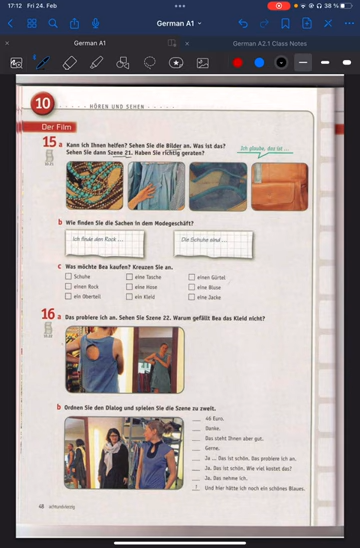 17:12 Fri 24. Feb
38 %
German A1
German A1
German A2.1 Class Notes
10
HÖREN UND SEHEN
Der Film
15 a Kann ich Ihnen helfen? Sehen Sie die Bilder an. Was ist das?
Sehen Sie dann Szene 21. Haben Sie richtig geraten?
Ich glaube, das ist ...
b Wie finden Sie die Sachen in dem Modegeschäft?
Ich finde den Rock ...
Die Schuhe sind ...
c Was möchte Bea kaufen? Kreuzen Sie an.
Schuhe
eine Tasche
einen Gürtel
einen Rock
eine Hose
eine Bluse
ein Oberteil
ein Kleid
eine Jacke
16 a Das probiere ich an. Sehen Sie Szene 22. Warum gefällt Bea das Kleid nicht?
b Ordnen Sie den Dialog und spielen Sie die Szene zu zweit.
46 Euro.
Danke.
Das steht Ihnen aber gut.
Gerne.
Ja ... Das ist schön. Das probiere ich an.
Ja. Das ist schön. Wie viel kostet das?
Ja. Das nehme ich.
1 Und hier hätte ich noch ein schönes Blaues.
48 achtundvierzig